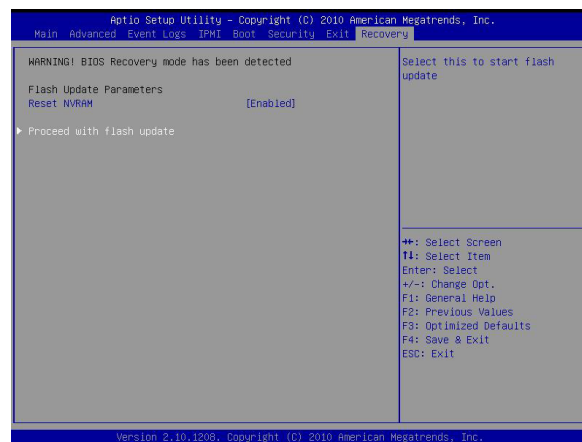 Aptio Setup Utility – Copyright (C) 2010 American Megatrends, Inc.
Main Advanced Event Logs IPMI Boot Security Exit Recovery
WARNING! BIOS Recovery mode has been detected
Flash Update Parameters
Reset NVRAM [Enabled]
Proceed with flash update
Select this to start flash
update
→←: Select Screen
↑↓: Select Item
Enter: Select
+/-: Change Opt.
F1: General Help
F2: Previous Values
F3: Optimized Defaults
F4: Save & Exit
ESC: Exit
Version 2.10.1208. Copyright (C) 2010 American Megatrends, Inc.